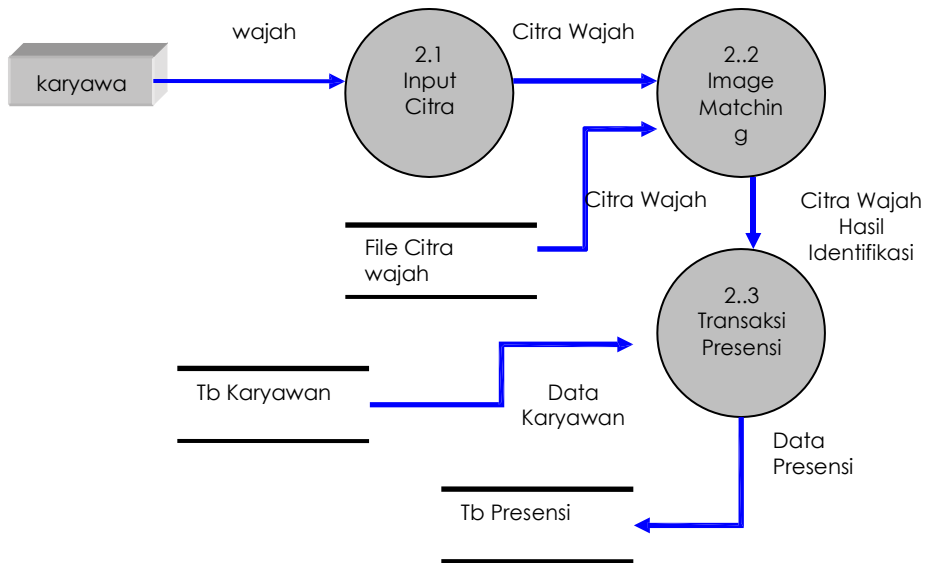 wajah
karyawa
2.1
Input
Citra
Citra Wajah
2..2
Image
Matchin
g
Citra Wajah
File Citra
wajah
Citra Wajah
Hasil
Identifikasi
2..3
Transaksi
Presensi
Tb Karyawan
Data
Karyawan
Data
Presensi
Tb Presensi